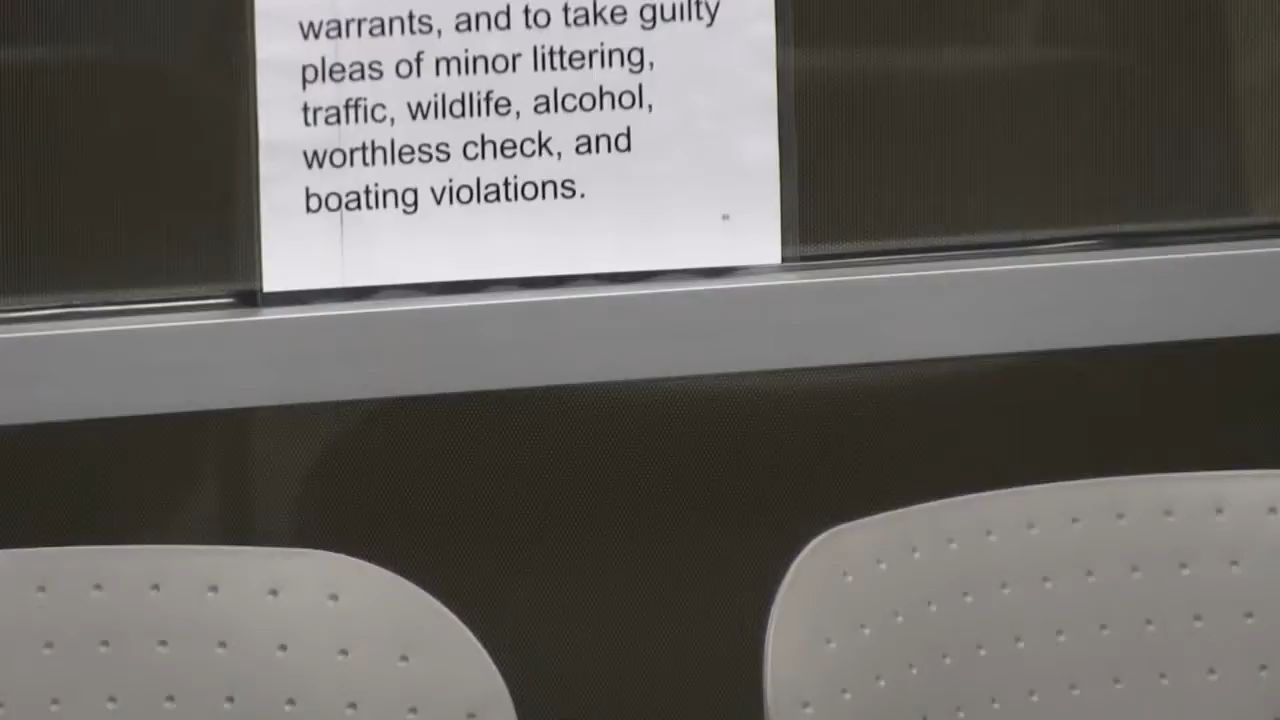 warrants, and to take guilty
pleas of minor littering,
traffic, wildlife, alcohol,
worthless check, and
boating violations.